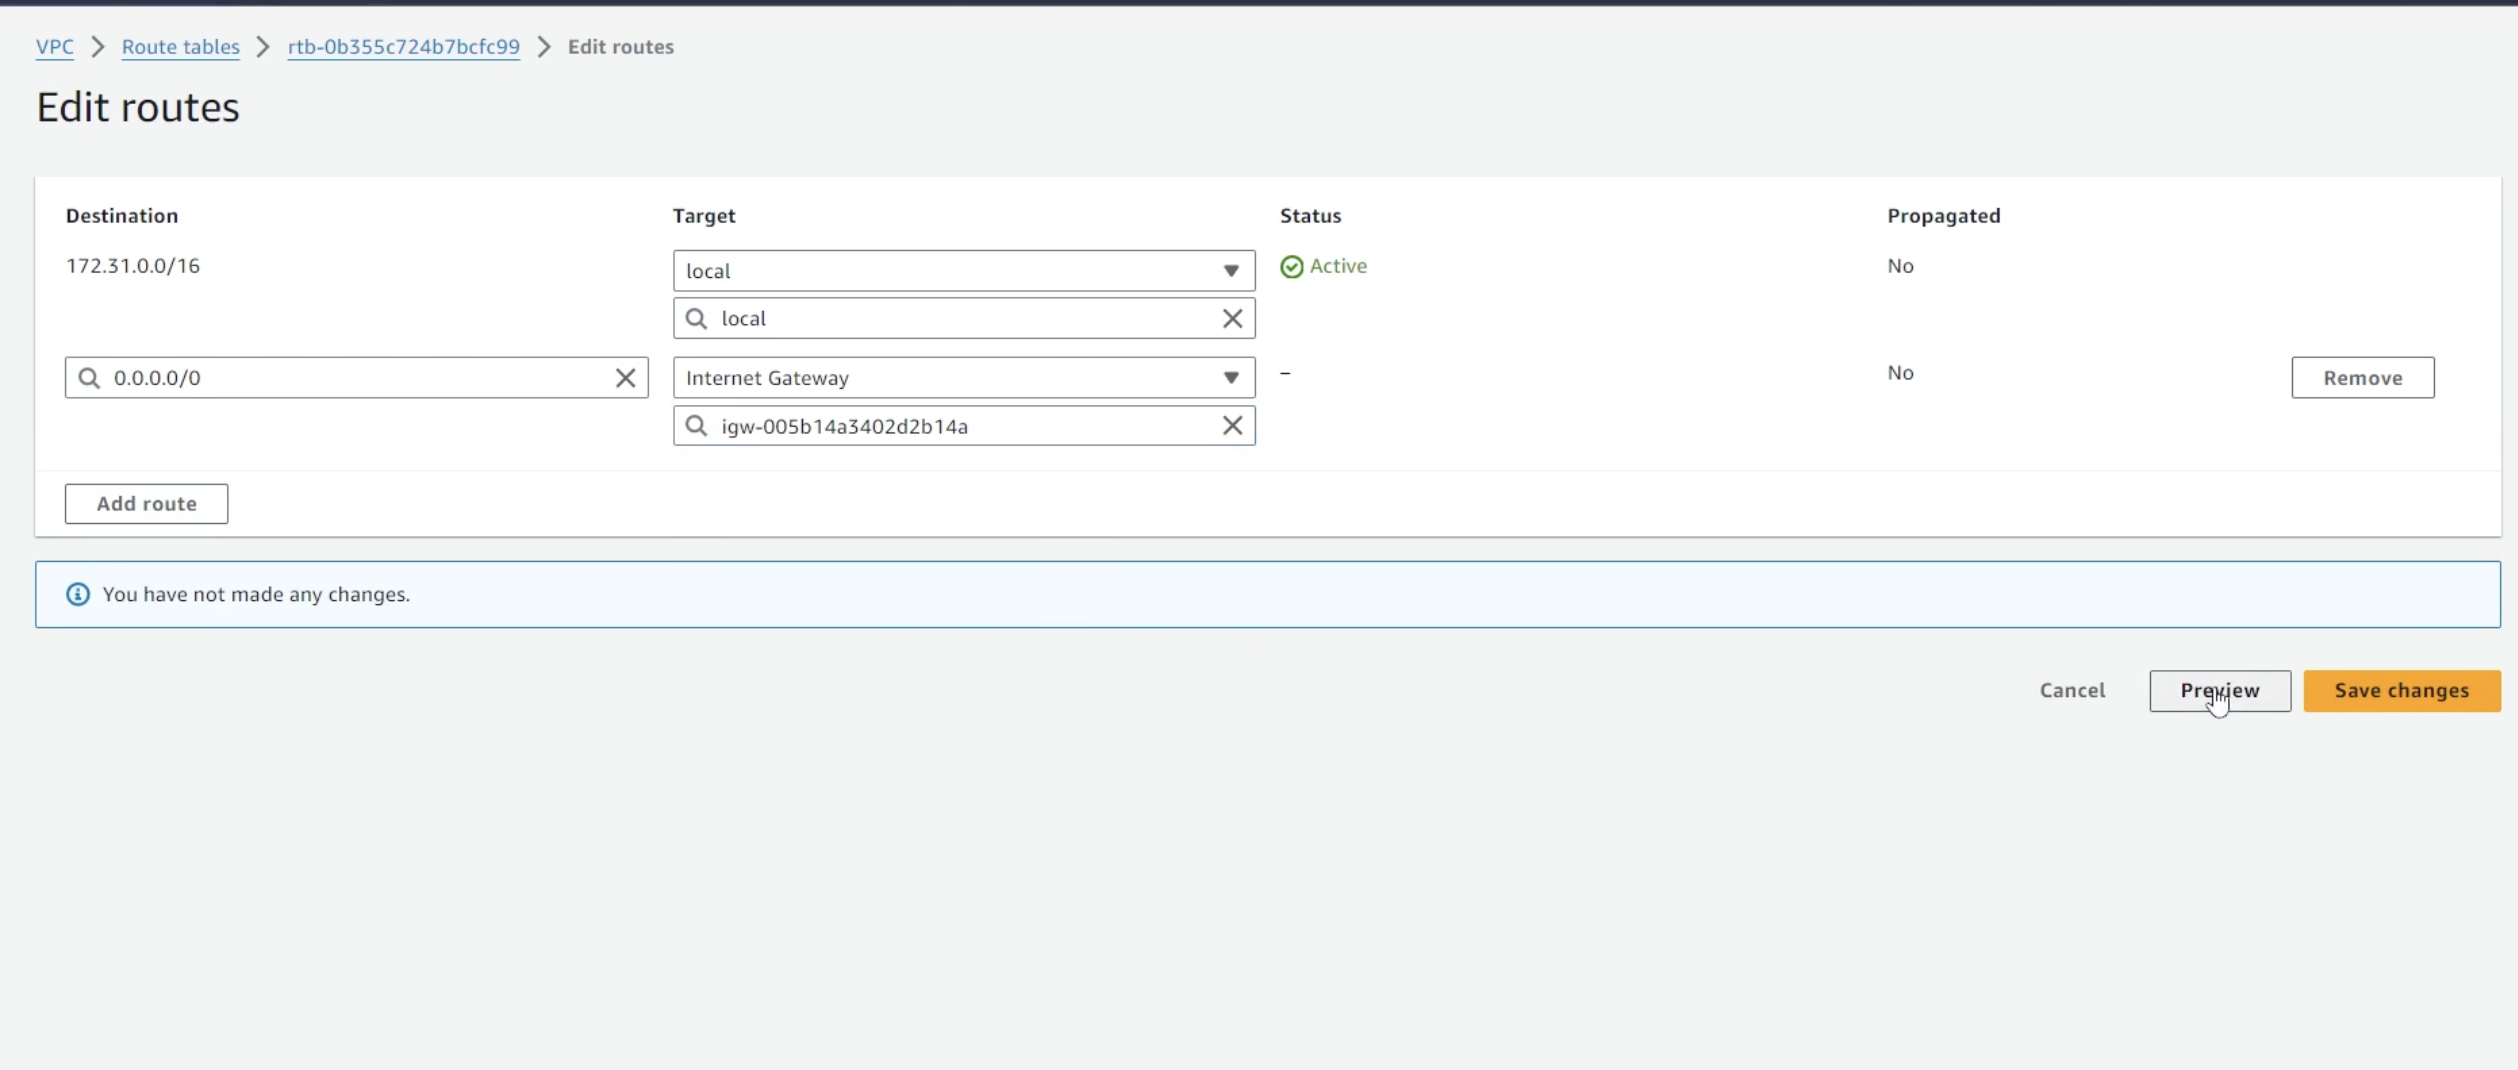 VPC > Route tables > rtb-0b355c724b7bcfc99 > Edit routes
Edit routes
Destination Target Status Propagated
172.31.0.0/16 local Active No
local
0.0.0.0/0 Internet Gateway – No Remove
igw-005b14a3402d2b14a
Add route
You have not made any changes.
Cancel Preview Save changes